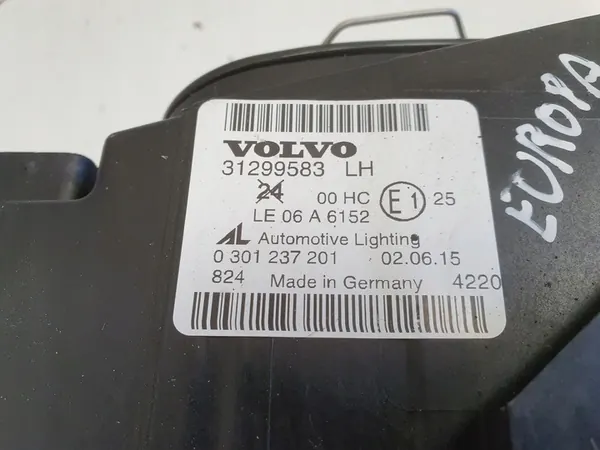 VOLVO
31299583 LH
24 00 HC E1 25
LE 06 A 6152
AL Automotive Lighting
0 301 237 201 02.06.15
824 Made in Germany 4220
EUROPA